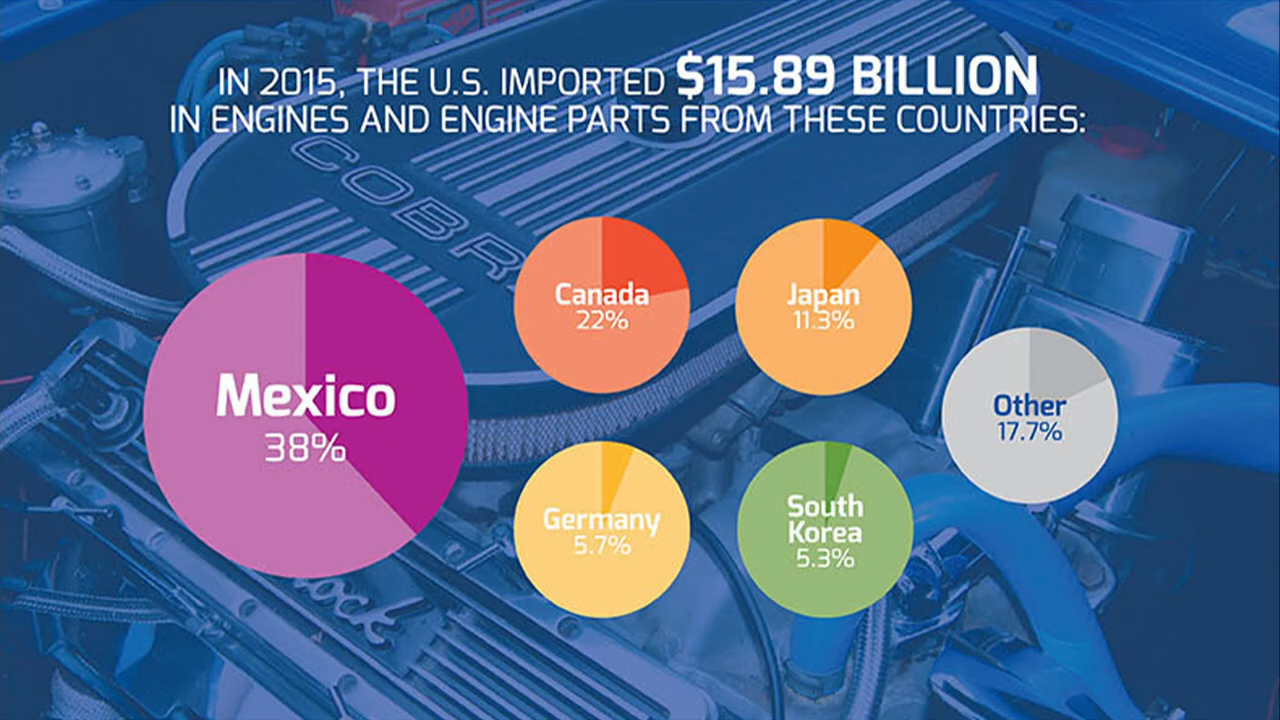 IN 2015, THE U.S. IMPORTED $15.89 BILLION
IN ENGINES AND ENGINE PARTS FROM THESE COUNTRIES:
COBR
Mexico
38%
Canada
22%
Japan
11.3%
Germany
5.7%
South
Korea
5.3%
Other
17.7%